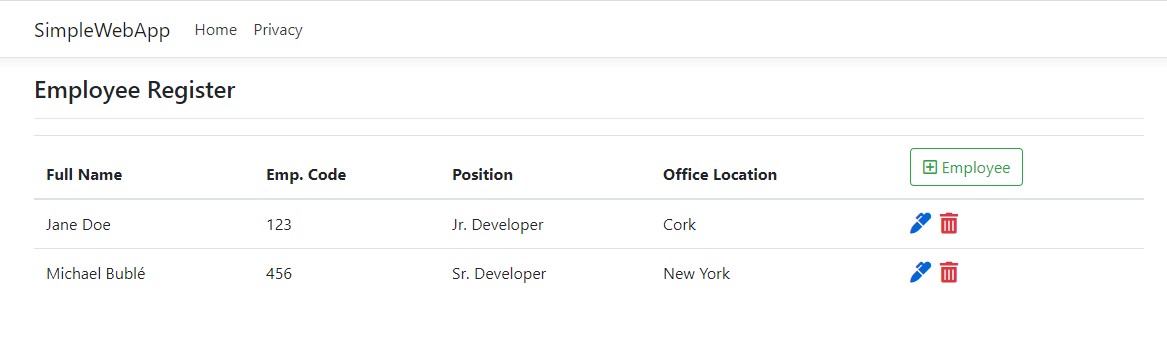 SimpleWebApp Home Privacy
Employee Register
Full Name Emp. Code Position Office Location Employee
Jane Doe 123 Jr. Developer Cork
Michael Bublé 456 Sr. Developer New York